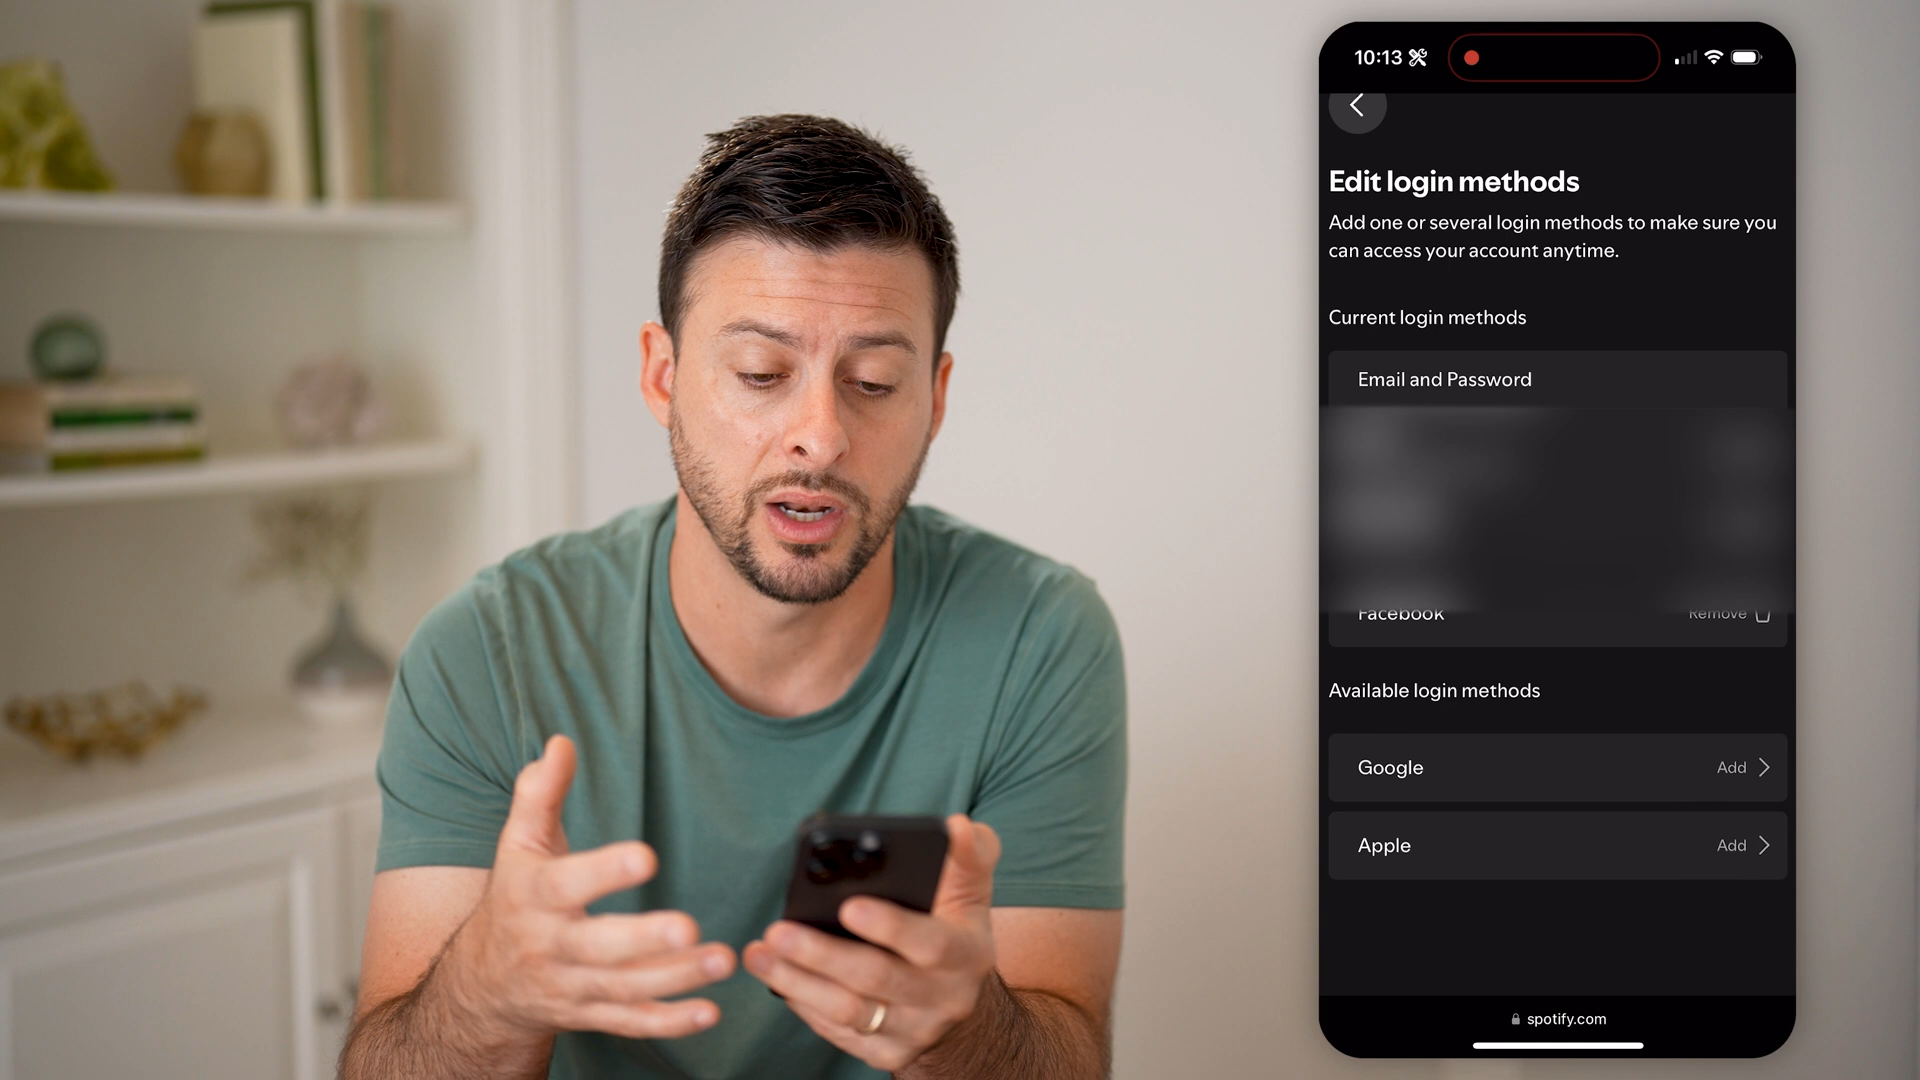 10:13
Edit login methods
Add one or several login methods to make sure you
can access your account anytime.
Current login methods
Email and Password
Facebook
Remove
Available login methods
Google
Add
Apple
Add
spotify.com